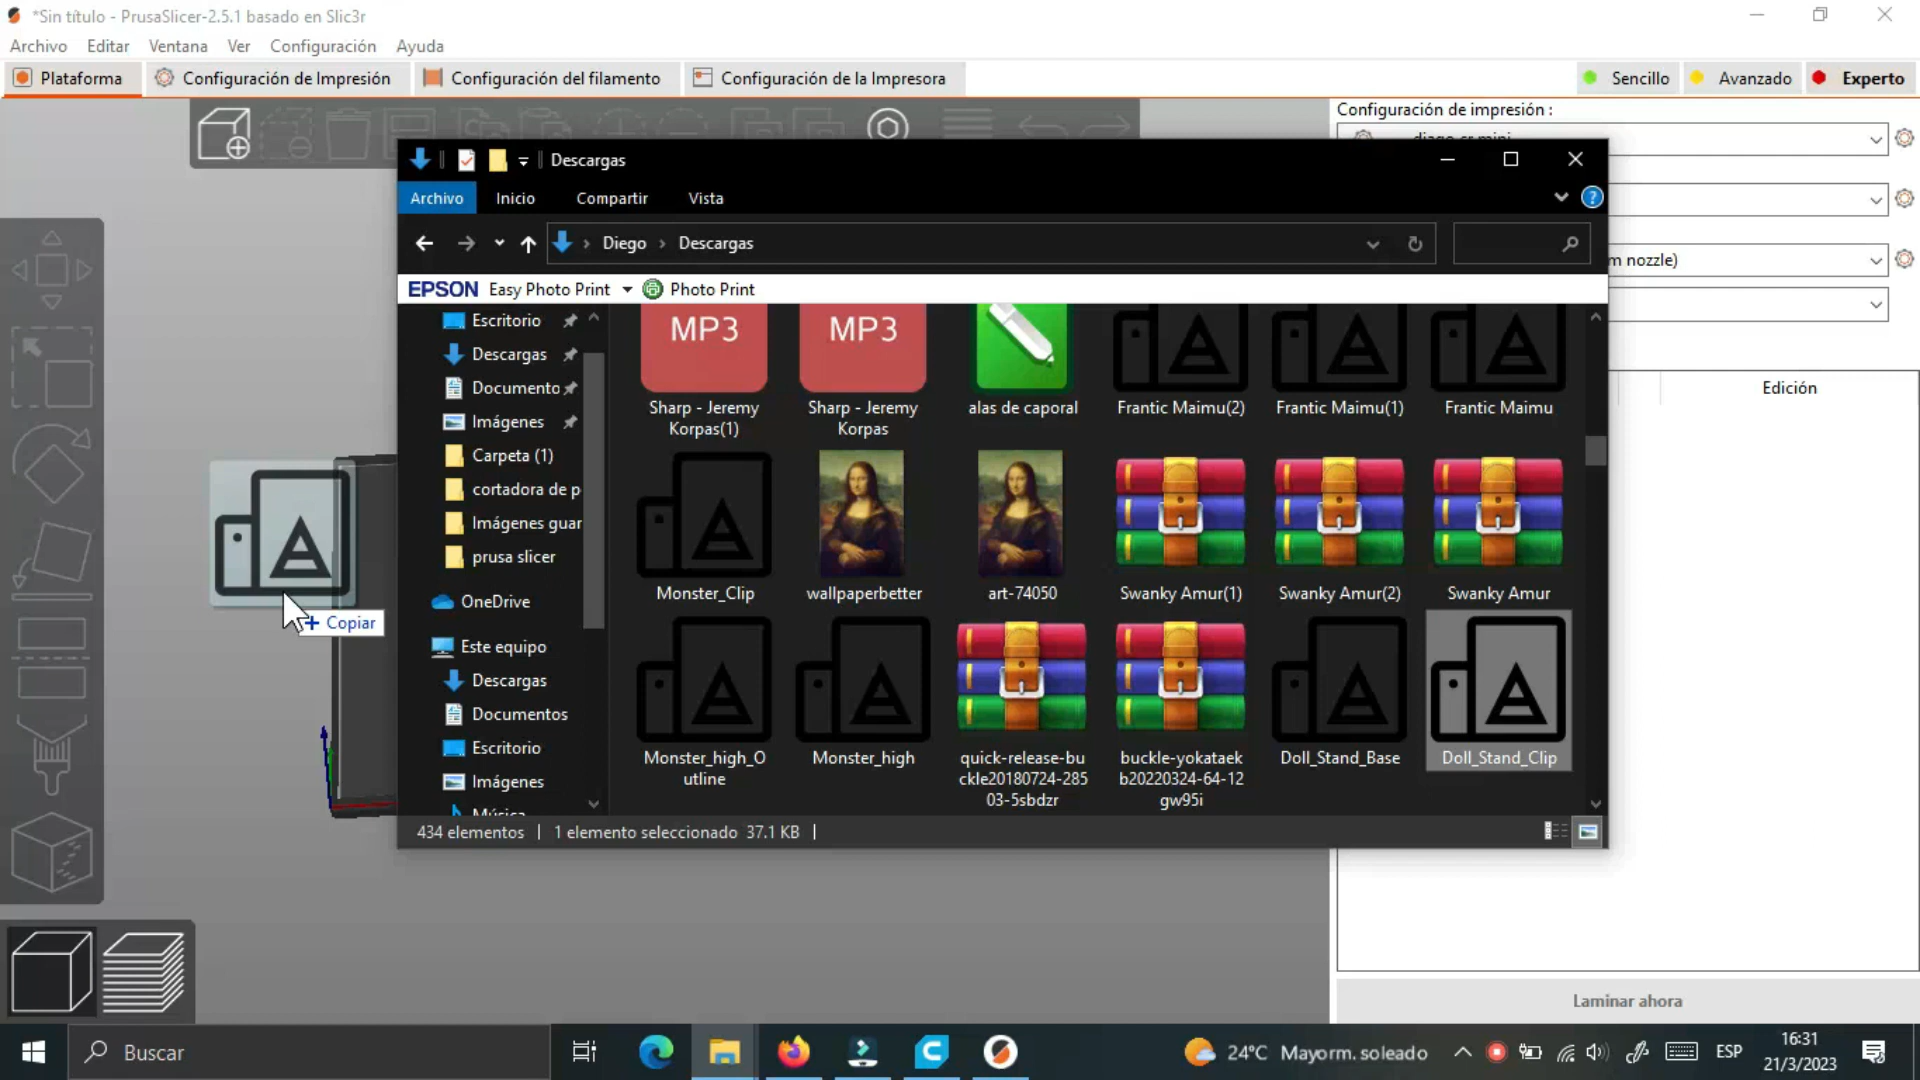 *Sin título - PrusaSlicer-2.5.1 basado en Slic3r
Archivo Editar Ventana Ver Configuración Ayuda
Plataforma Configuración de Impresión Configuración del filamento Configuración de la Impresora Sencillo Avanzado Experto
Configuración de impresión :
Descargas
Archivo Inicio Compartir Vista
Diego > Descargas
m nozzle)
EPSON Easy Photo Print Photo Print
Edición
Escritorio
Descargas
Documento
Imágenes
Carpeta (1)
cortadora de p
Imágenes guar
prusa slicer
OneDrive
Este equipo
Descargas
Documentos
Escritorio
Imágenes
Música
MP3 MP3
Sharp - Jeremy Korpas(1)
Sharp - Jeremy Korpas
alas de caporal
Frantic Maimu(2)
Frantic Maimu(1)
Frantic Maimu
Monster_Clip
wallpaperbetter
art-74050
Swanky Amur(1)
Swanky Amur(2)
Swanky Amur
Monster_high_O
utline
Monster_high
quick-release-bu
ckle20180724-285
03-5sbdzr
buckle-yokataek
b20220324-64-12
gw95i
Doll_Stand_Base
Doll_Stand_Clip
+ Copiar
434 elementos | 1 elemento seleccionado 37.1 KB |
Laminar ahora
Buscar
24°C Mayorm. soleado
ESP
16:31
21/3/2023